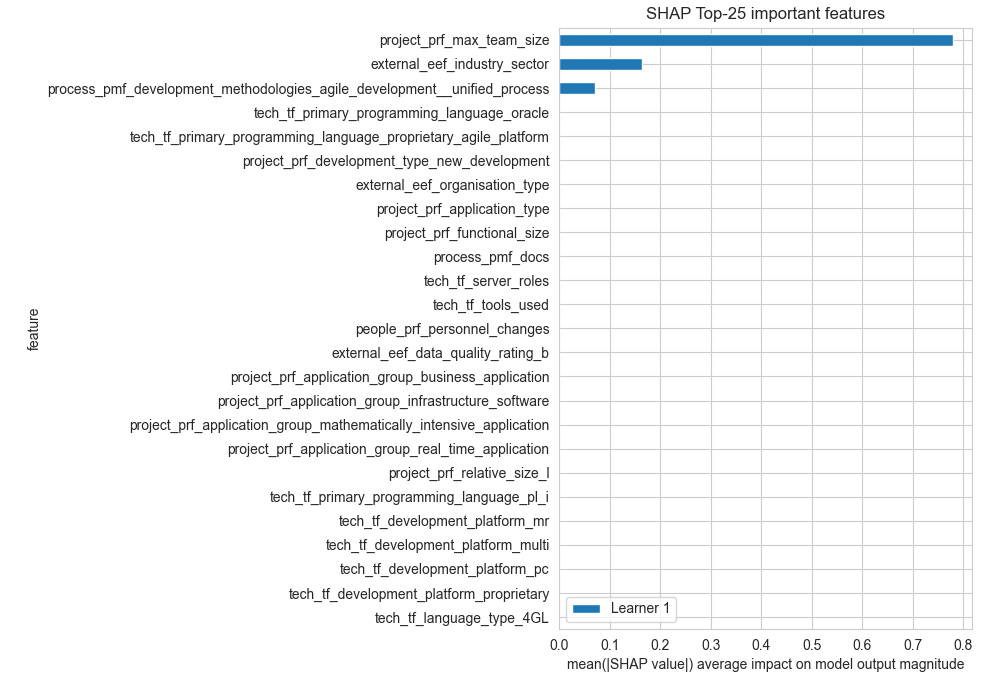 SHAP Top-25 important features
project_prf_max_team_size
external_eef_industry_sector
process_pmf_development_methodologies_agile_development__unified_process
tech_tf_primary_programming_language_oracle
tech_tf_primary_programming_language_proprietary_agile_platform
project_prf_development_type_new_development
external_eef_organisation_type
project_prf_application_type
project_prf_functional_size
process_pmf_docs
tech_tf_server_roles
tech_tf_tools_used
people_prf_personnel_changes
external_eef_data_quality_rating_b
project_prf_application_group_business_application
project_prf_application_group_infrastructure_software
project_prf_application_group_mathematically_intensive_application
project_prf_application_group_real_time_application
project_prf_relative_size_l
tech_tf_primary_programming_language_pl_i
tech_tf_development_platform_mr
tech_tf_development_platform_multi
tech_tf_development_platform_pc
tech_tf_development_platform_proprietary
tech_tf_language_type_4GL
feature
Learner 1
0.0 0.1 0.2 0.3 0.4 0.5 0.6 0.7 0.8
mean(|SHAP value|) average impact on model output magnitude